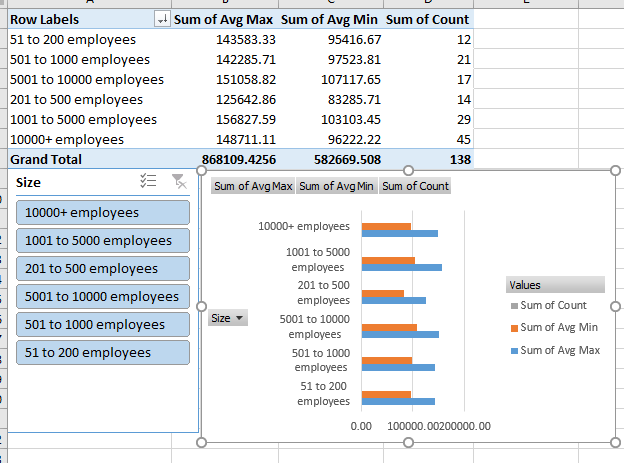 A B C D E
Row Labels Sum of Avg Max Sum of Avg Min Sum of Count
51 to 200 employees 143583.33 95416.67 12
501 to 1000 employees 142285.71 97523.81 21
5001 to 10000 employees 151058.82 107117.65 17
201 to 500 employees 125642.86 83285.71 14
1001 to 5000 employees 156827.59 103103.45 29
10000+ employees 148711.11 96222.22 45
Grand Total 868109.4256 582669.508 138
Size
10000+ employees
1001 to 5000 employees
201 to 500 employees
5001 to 10000 employees
501 to 1000 employees
51 to 200 employees
Sum of Avg Max Sum of Avg Min Sum of Count
Size
10000+ employees
1001 to 5000
employees
201 to 500
employees
5001 to 10000
employees
501 to 1000
employees
51 to 200
employees
0.00 100000.00 200000.00
Values
Sum of Count
Sum of Avg Min
Sum of Avg Max